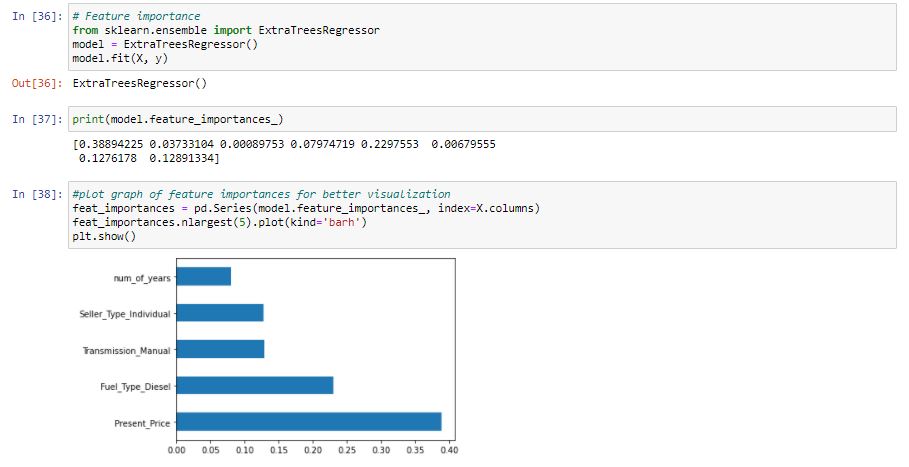 In [36]: # Feature importance
from sklearn.ensemble import ExtraTreesRegressor
model = ExtraTreesRegressor()
model.fit(X, y)
Out[36]: ExtraTreesRegressor()
In [37]: print(model.feature_importances_)
[0.38894225 0.03733104 0.00089753 0.07974719 0.2297553  0.00679555
 0.1276178  0.12891334]
In [38]: #plot graph of feature importances for better visualization
feat_importances = pd.Series(model.feature_importances_, index=X.columns)
feat_importances.nlargest(5).plot(kind='barh')
plt.show()
num_of_years
Seller_Type_Individual
Transmission_Manual
Fuel_Type_Diesel
Present_Price
0.00 0.05 0.10 0.15 0.20 0.25 0.30 0.35 0.40